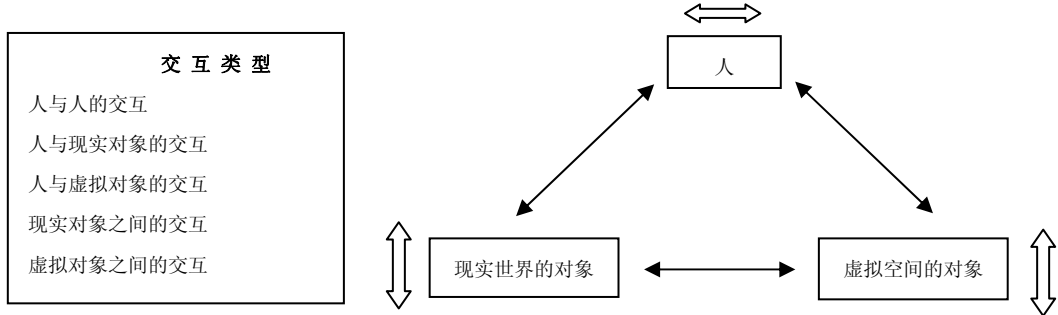 交互类型
人与人的交互
人与现实对象的交互
人与虚拟对象的交互
现实对象之间的交互
虚拟对象之间的交互
人
现实世界的对象
虚拟空间的对象